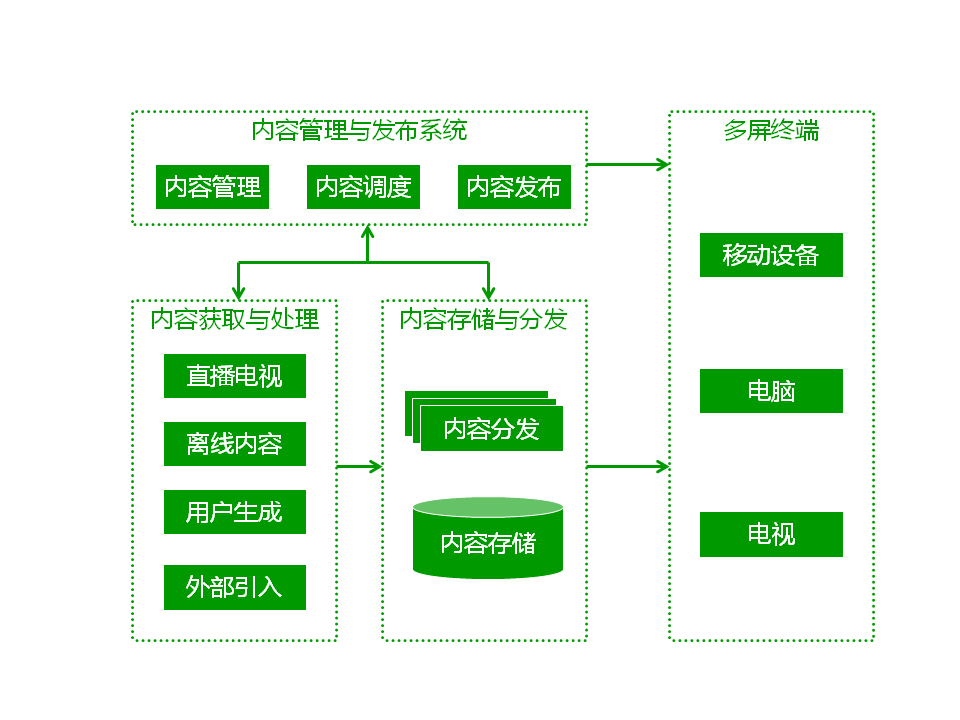 内容管理与发布系统
内容管理
内容调度
内容发布
多屏终端
移动设备
电脑
电视
内容获取与处理
直播电视
离线内容
用户生成
外部引入
内容存储与分发
内容分发
内容存储